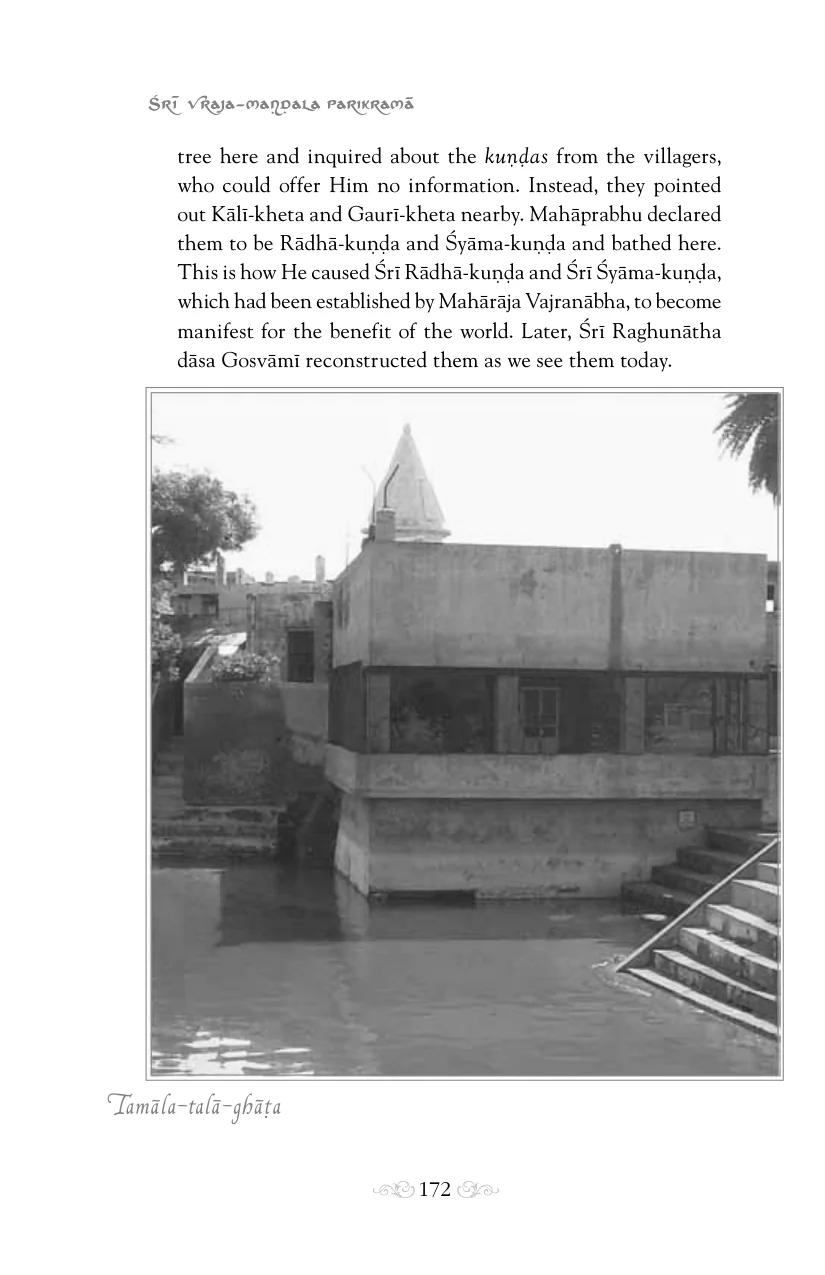 Śrī Vraja-maṇḍala Parikramā
tree here and inquired about the kuṇḍas from the villagers,
who could offer Him no information. Instead, they pointed
out Kālī-kheta and Gaurī-kheta nearby. Mahāprabhu declared
them to be Rādhā-kuṇḍa and Śyāma-kuṇḍa and bathed here.
This is how He caused Śrī Rādhā-kuṇḍa and Śrī Śyāma-kuṇḍa,
which had been established by Mahārāja Vajranābha, to become
manifest for the benefit of the world. Later, Śrī Raghunātha
dāsa Gosvāmī reconstructed them as we see them today.
Tamāla-talā-ghāṭa
172